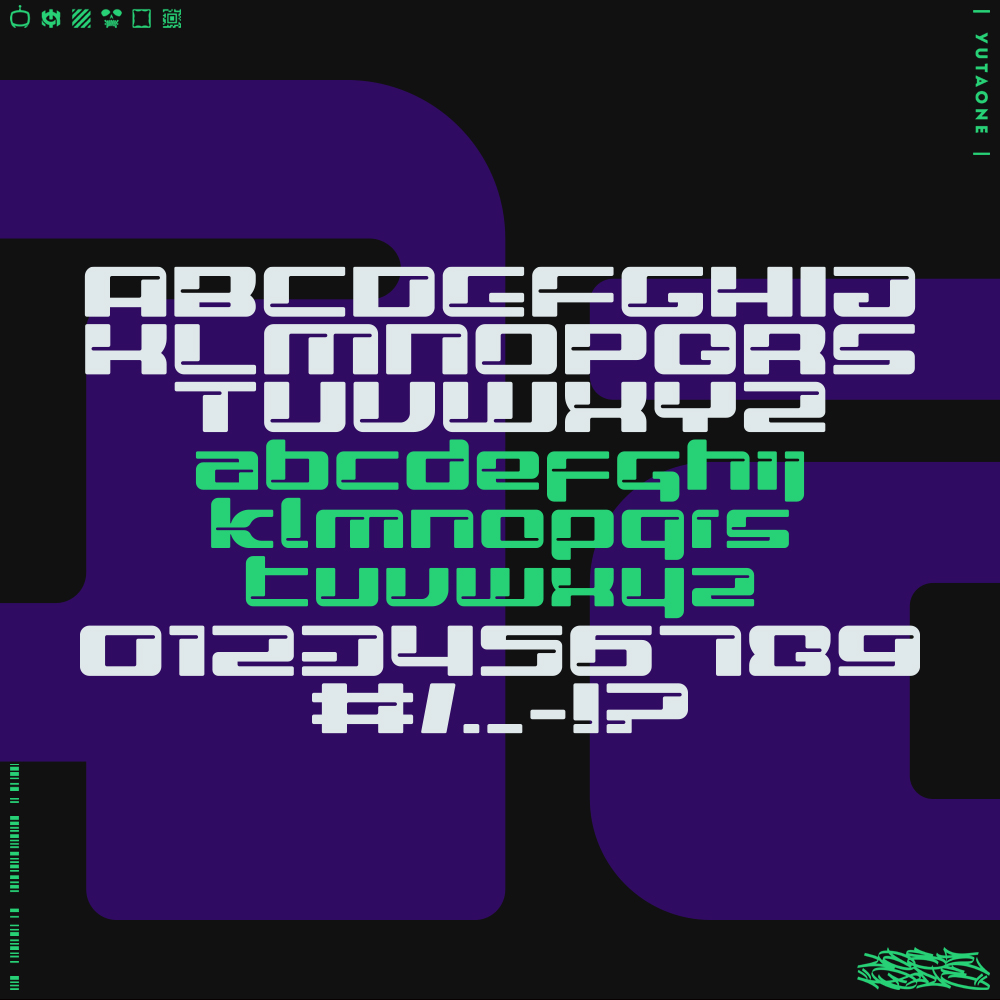 | YUTAONE |
ABCDEFGHIJ
KLMNOPQRS
TUVWXYZ
abcdefghij
klmnopqrs
tuvwxyz
0123456789
#/._-!?